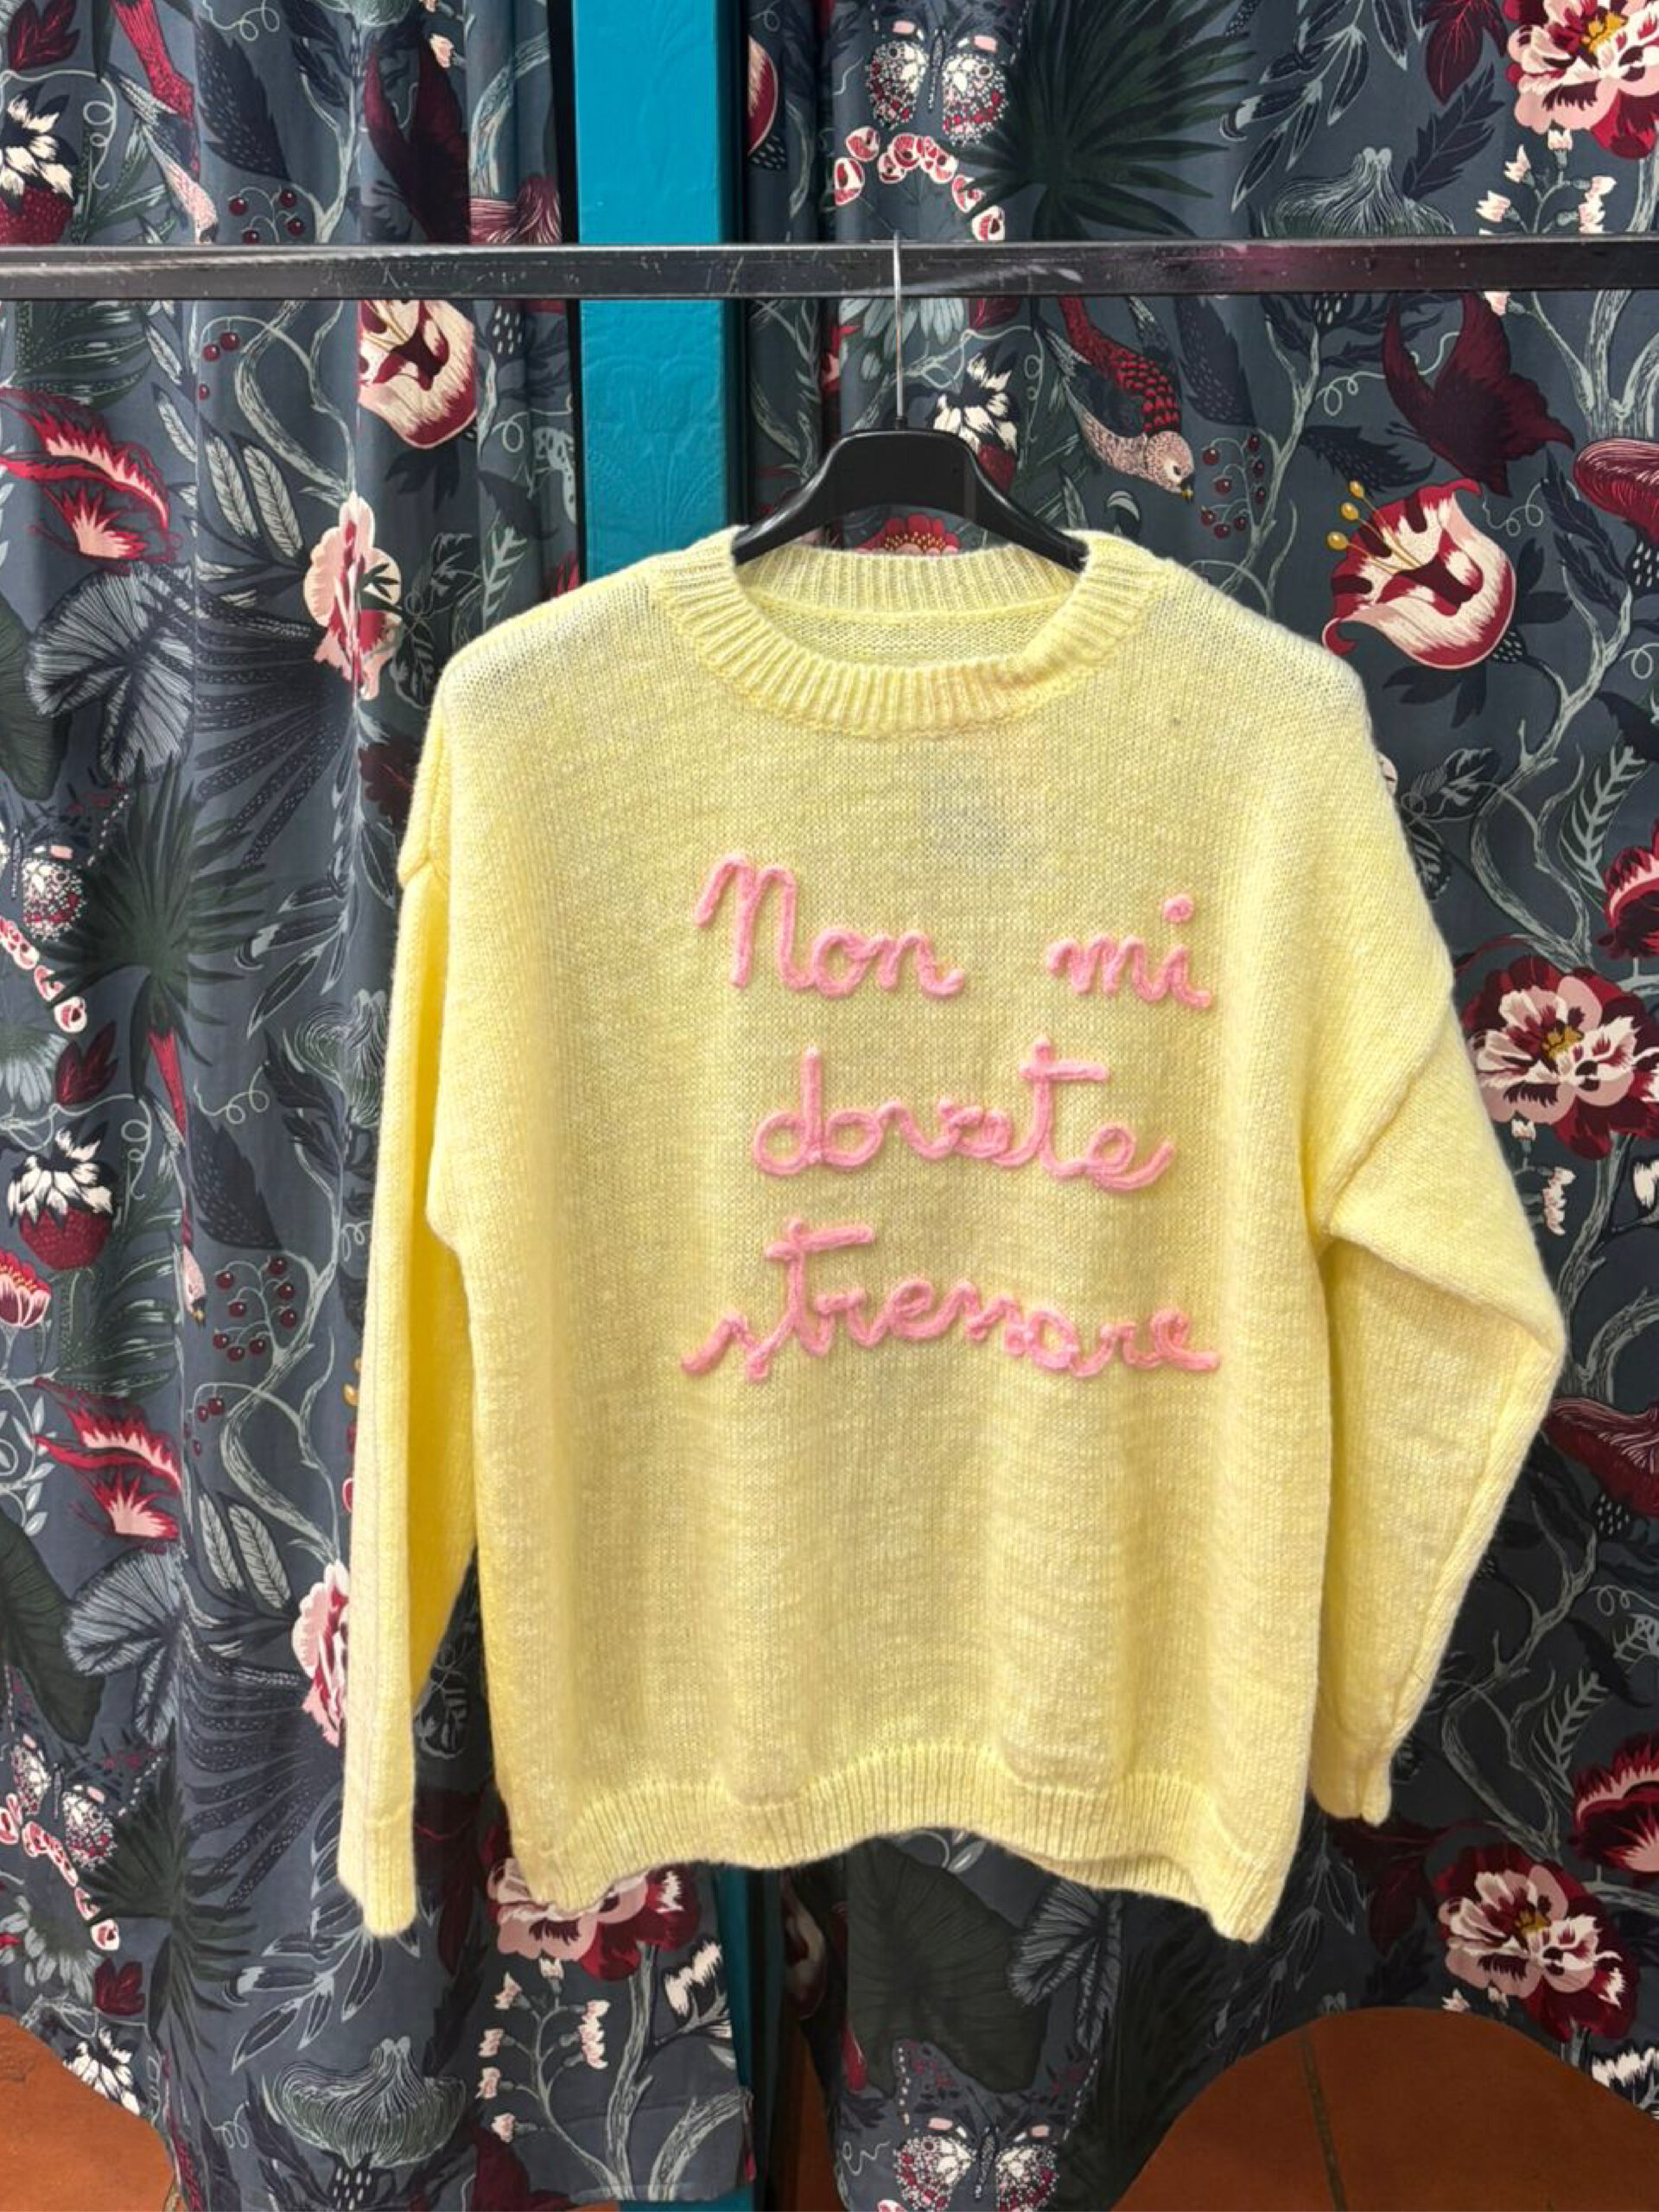 Non mi
dovete
stressare